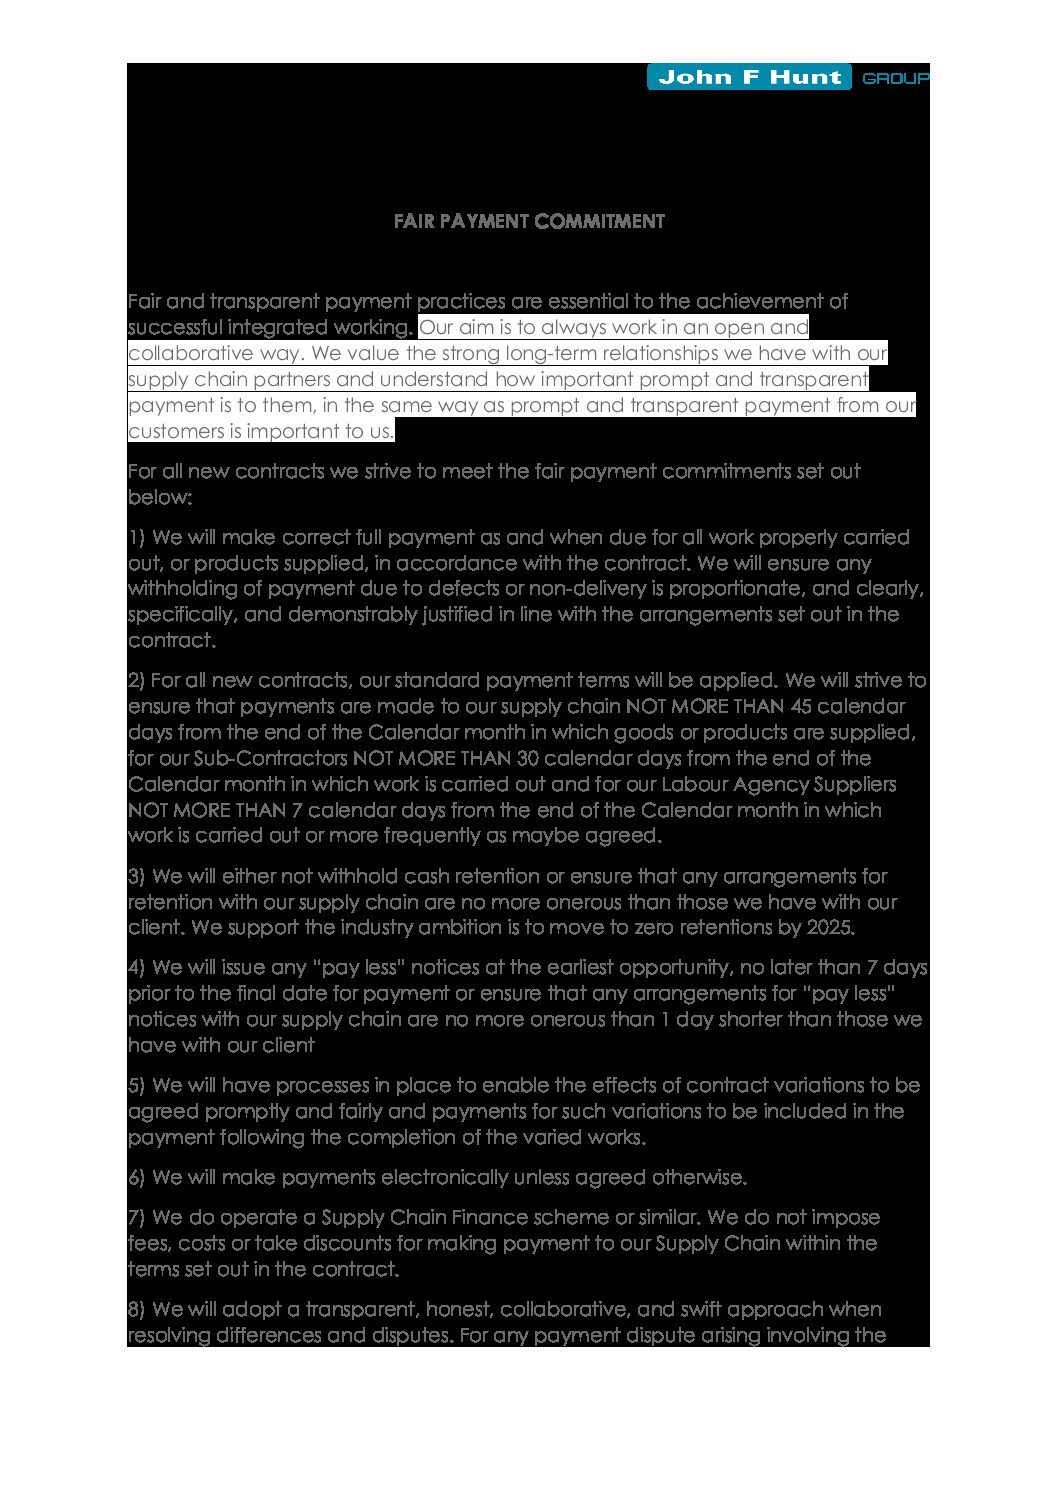 John F Hunt GROUP
FAIR PAYMENT COMMITMENT
Fair and transparent payment practices are essential to the achievement of
successful integrated working. Our aim is to always work in an open and
collaborative way. We value the strong long-term relationships we have with our
supply chain partners and understand how important prompt and transparent
payment is to them, in the same way as prompt and transparent payment from our
customers is important to us.
For all new contracts we strive to meet the fair payment commitments set out
below:
1) We will make correct full payment as and when due for all work properly carried
out, or products supplied, in accordance with the contract. We will ensure any
withholding of payment due to defects or non-delivery is proportionate, and clearly,
specifically, and demonstrably justified in line with the arrangements set out in the
contract.
2) For all new contracts, our standard payment terms will be applied. We will strive to
ensure that payments are made to our supply chain NOT MORE THAN 45 calendar
days from the end of the Calendar month in which goods or products are supplied,
for our Sub-Contractors NOT MORE THAN 30 calendar days from the end of the
Calendar month in which work is carried out and for our Labour Agency Suppliers
NOT MORE THAN 7 calendar days from the end of the Calendar month in which
work is carried out or more frequently as maybe agreed.
3) We will either not withhold cash retention or ensure that any arrangements for
retention with our supply chain are no more onerous than those we have with our
client. We support the industry ambition is to move to zero retentions by 2025.
4) We will issue any "pay less" notices at the earliest opportunity, no later than 7 days
prior to the final date for payment or ensure that any arrangements for "pay less"
notices with our supply chain are no more onerous than 1 day shorter than those we
have with our client
5) We will have processes in place to enable the effects of contract variations to be
agreed promptly and fairly and payments for such variations to be included in the
payment following the completion of the varied works.
6) We will make payments electronically unless agreed otherwise.
7) We do operate a Supply Chain Finance scheme or similar. We do not impose
fees, costs or take discounts for making payment to our Supply Chain within the
terms set out in the contract.
8) We will adopt a transparent, honest, collaborative, and swift approach when
resolving differences and disputes. For any payment dispute arising involving the